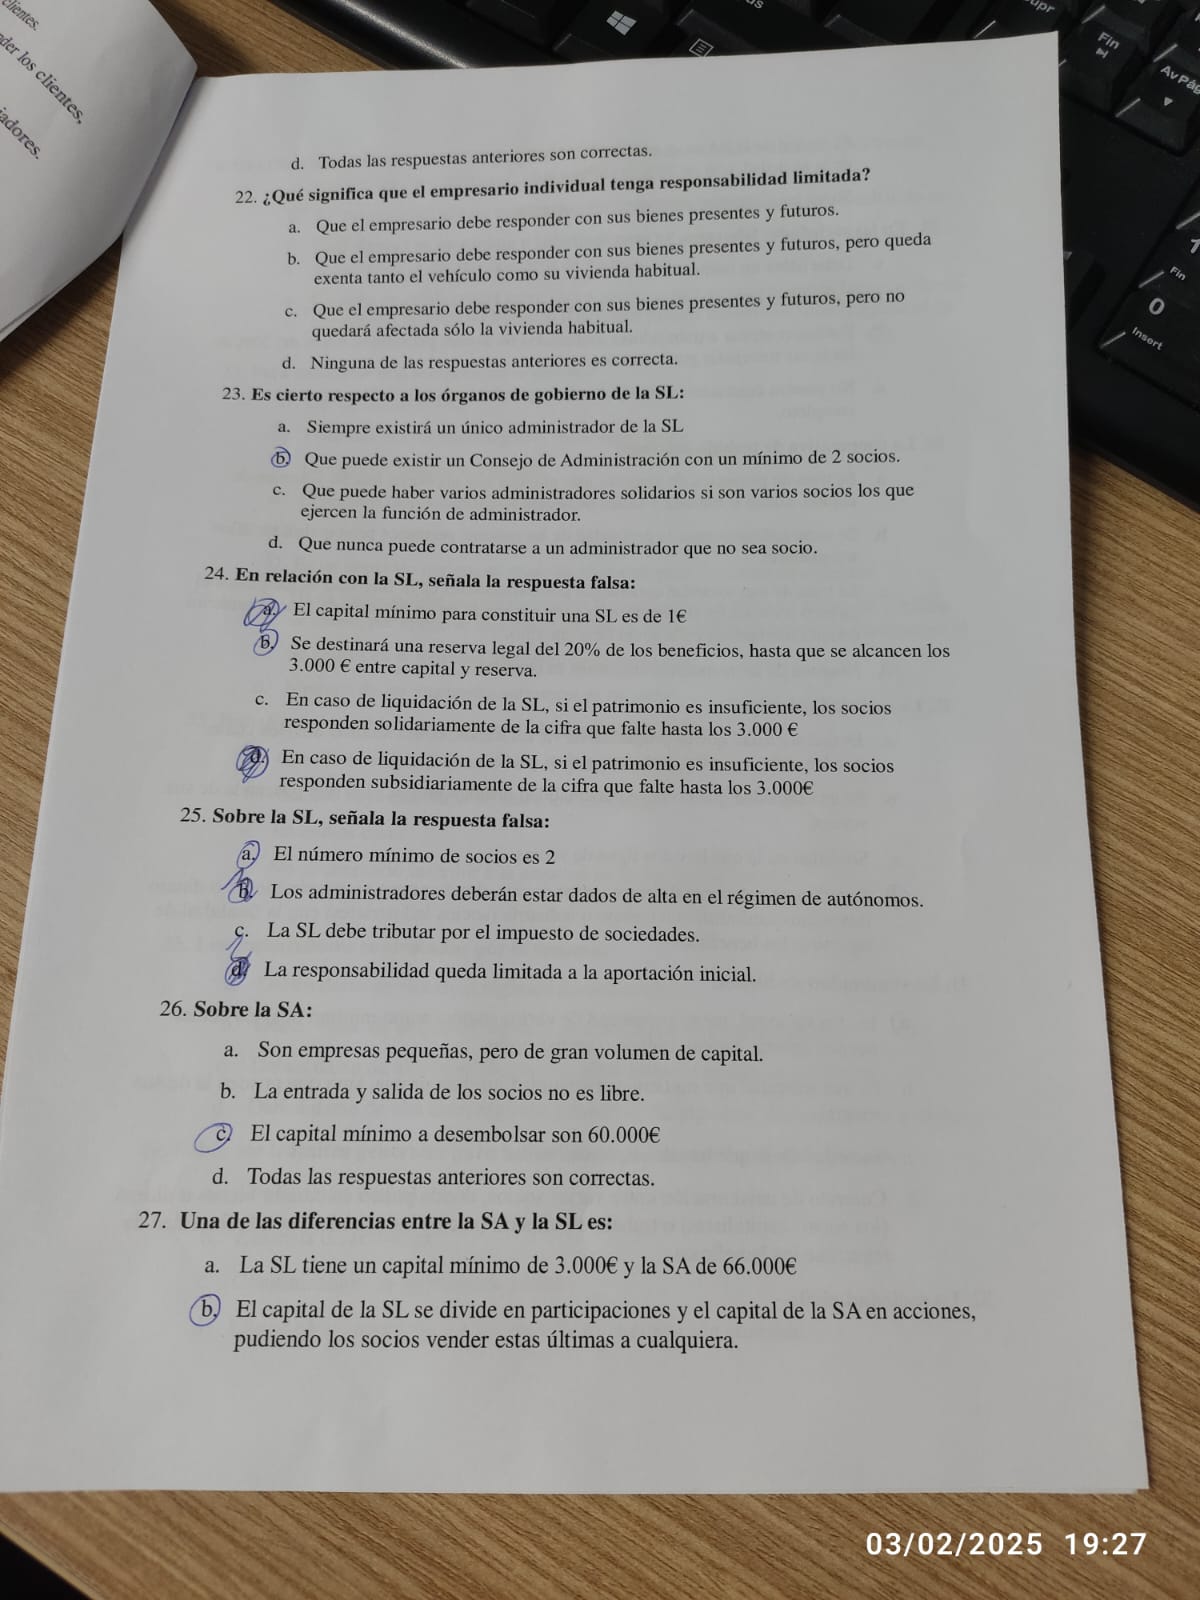 clientes.
der los clientes,
adores.
d. Todas las respuestas anteriores son correctas.
22. ¿Qué significa que el empresario individual tenga responsabilidad limitada?
a. Que el empresario debe responder con sus bienes presentes y futuros.
b. Que el empresario debe responder con sus bienes presentes y futuros, pero queda
exenta tanto el vehículo como su vivienda habitual.
c. Que el empresario debe responder con sus bienes presentes y futuros, pero no
quedará afectada sólo la vivienda habitual.
d. Ninguna de las respuestas anteriores es correcta.
23. Es cierto respecto a los órganos de gobierno de la SL:
a. Siempre existirá un único administrador de la SL
b. Que puede existir un Consejo de Administración con un mínimo de 2 socios.
c. Que puede haber varios administradores solidarios si son varios socios los que
ejercen la función de administrador.
d. Que nunca puede contratarse a un administrador que no sea socio.
24. En relación con la SL, señala la respuesta falsa:
a. El capital mínimo para constituir una SL es de 1€
b. Se destinará una reserva legal del 20% de los beneficios, hasta que se alcancen los
3.000 € entre capital y reserva.
c. En caso de liquidación de la SL, si el patrimonio es insuficiente, los socios
responden solidariamente de la cifra que falte hasta los 3.000 €
d. En caso de liquidación de la SL, si el patrimonio es insuficiente, los socios
responden subsidiariamente de la cifra que falte hasta los 3.000€
25. Sobre la SL, señala la respuesta falsa:
a. El número mínimo de socios es 2
b. Los administradores deberán estar dados de alta en el régimen de autónomos.
c. La SL debe tributar por el impuesto de sociedades.
d. La responsabilidad queda limitada a la aportación inicial.
26. Sobre la SA:
a. Son empresas pequeñas, pero de gran volumen de capital.
b. La entrada y salida de los socios no es libre.
c. El capital mínimo a desembolsar son 60.000€
d. Todas las respuestas anteriores son correctas.
27. Una de las diferencias entre la SA y la SL es:
a. La SL tiene un capital mínimo de 3.000€ y la SA de 66.000€
b. El capital de la SL se divide en participaciones y el capital de la SA en acciones,
pudiendo los socios vender estas últimas a cualquiera.
Fin
AvPág
Fin
0
Insert
03/02/2025 19:27